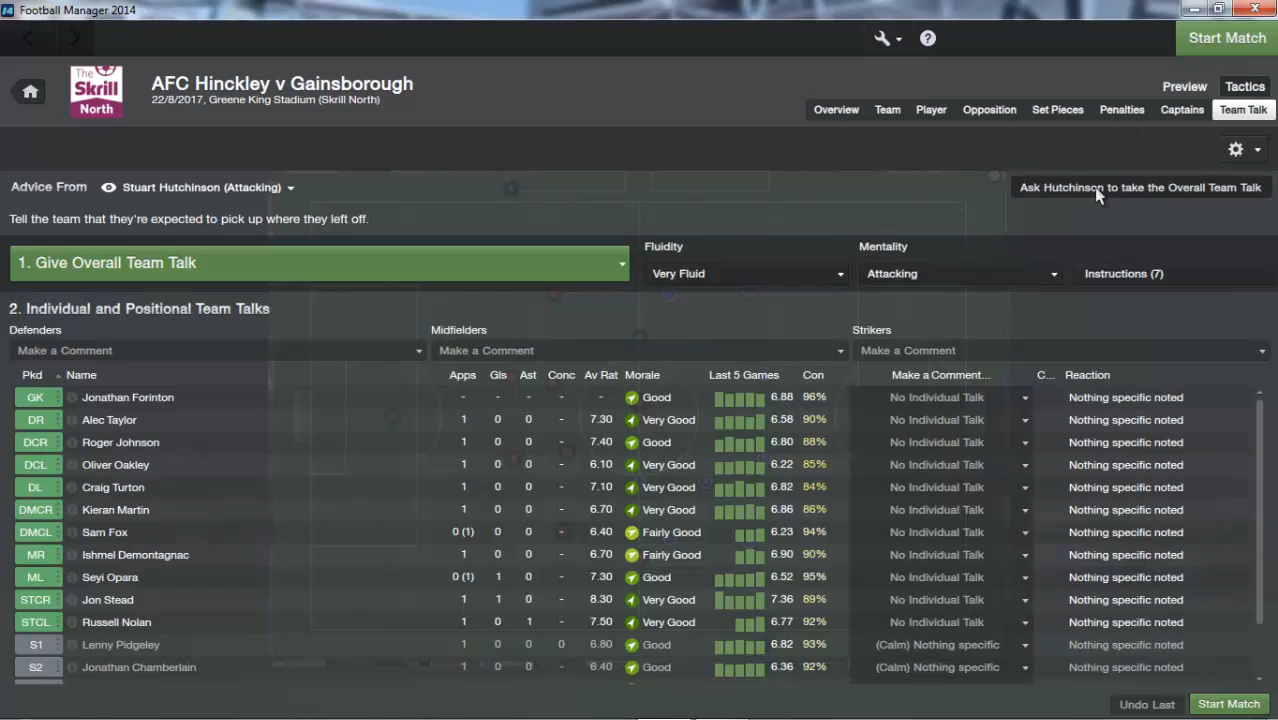 Football Manager 2014
Start Match
The Skrill North
AFC Hinckley v Gainsborough
22/8/2017, Greene King Stadium (Skrill North)
Preview Tactics
Overview Team Player Opposition Set Pieces Penalties Captains Team Talk
Advice From Stuart Hutchinson (Attacking) Ask Hutchinson to take the Overall Team Talk
Tell the team that they're expected to pick up where they left off.
Fluidity Mentality
1. Give Overall Team Talk Very Fluid Attacking Instructions (7)
2. Individual and Positional Team Talks
Defenders Midfielders Strikers
Make a Comment Make a Comment Make a Comment
Pkd Name Apps Gls Ast Conc Av Rat Morale Last 5 Games Con Make a Comment... C... Reaction
GK Jonathan Forinton - - - - - Good 6.88 96% No Individual Talk Nothing specific noted
DR Alec Taylor 1 0 0 - 7.30 Very Good 6.58 90% No Individual Talk Nothing specific noted
DCR Roger Johnson 1 0 0 - 7.40 Good 6.80 88% No Individual Talk Nothing specific noted
DCL Oliver Oakley 1 0 0 - 6.10 Very Good 6.22 85% No Individual Talk Nothing specific noted
DL Craig Turton 1 0 0 - 7.10 Very Good 6.82 84% No Individual Talk Nothing specific noted
DMCR Kieran Martin 1 0 0 - 6.70 Very Good 6.86 86% No Individual Talk Nothing specific noted
DMCL Sam Fox 0 (1) 0 0 - 6.40 Fairly Good 6.23 94% No Individual Talk Nothing specific noted
MR Ishmel Demontagnac 1 0 0 - 6.70 Fairly Good 6.90 90% No Individual Talk Nothing specific noted
ML Seyi Opara 0 (1) 1 0 - 7.30 Good 6.52 95% No Individual Talk Nothing specific noted
STCR Jon Stead 1 1 0 - 8.30 Very Good 7.36 89% No Individual Talk Nothing specific noted
STCL Russell Nolan 1 0 1 - 7.50 Very Good 6.77 92% No Individual Talk Nothing specific noted
S1 Lenny Pidgeley 1 0 0 0 6.80 Good 6.82 93% (Calm) Nothing specific Nothing specific noted
S2 Jonathan Chamberlain 1 0 0 - 6.40 Good 6.36 92% (Calm) Nothing specific Nothing specific noted
Undo Last Start Match